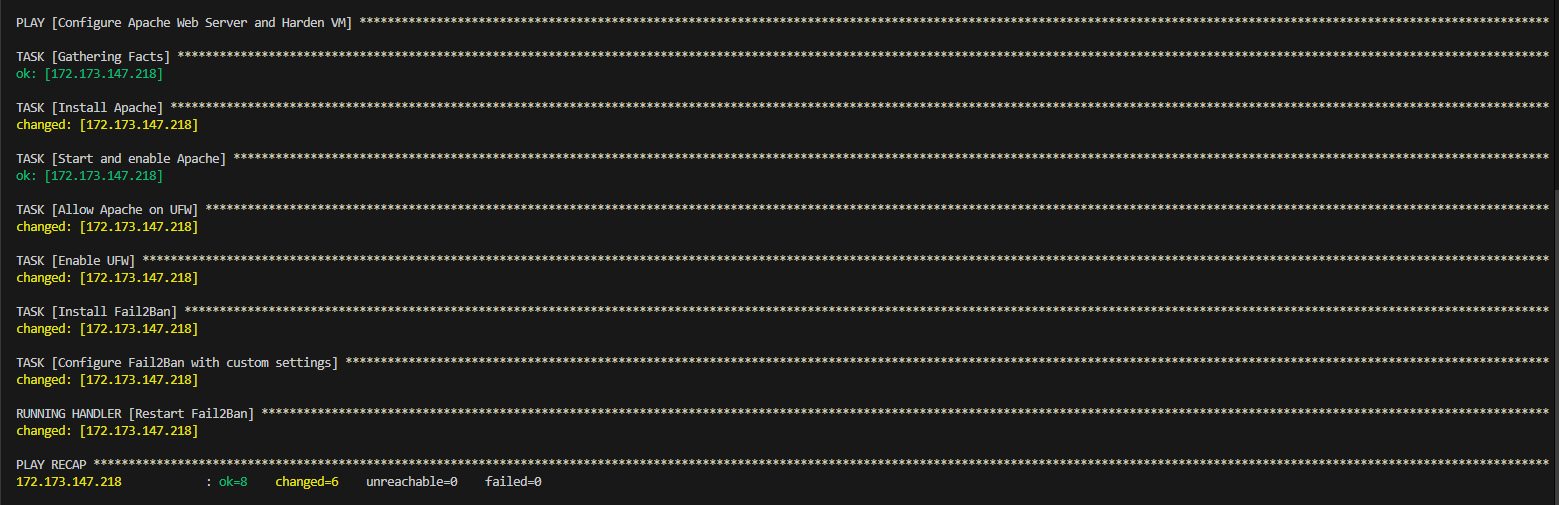 PLAY [Configure Apache Web Server and Harden VM] **************************************************************************************************************************************************************************
TASK [Gathering Facts] ****************************************************************************************************************************************************************************************************
ok: [172.173.147.218]
TASK [Install Apache] *****************************************************************************************************************************************************************************************************
changed: [172.173.147.218]
TASK [Start and enable Apache] ********************************************************************************************************************************************************************************************
ok: [172.173.147.218]
TASK [Allow Apache on UFW] ************************************************************************************************************************************************************************************************
changed: [172.173.147.218]
TASK [Enable UFW] *********************************************************************************************************************************************************************************************************
changed: [172.173.147.218]
TASK [Install Fail2Ban] ***************************************************************************************************************************************************************************************************
changed: [172.173.147.218]
TASK [Configure Fail2Ban with custom settings] ****************************************************************************************************************************************************************************
changed: [172.173.147.218]
RUNNING HANDLER [Restart Fail2Ban] ****************************************************************************************************************************************************************************************
changed: [172.173.147.218]
PLAY RECAP ****************************************************************************************************************************************************************************************************************
172.173.147.218            : ok=8    changed=6    unreachable=0    failed=0